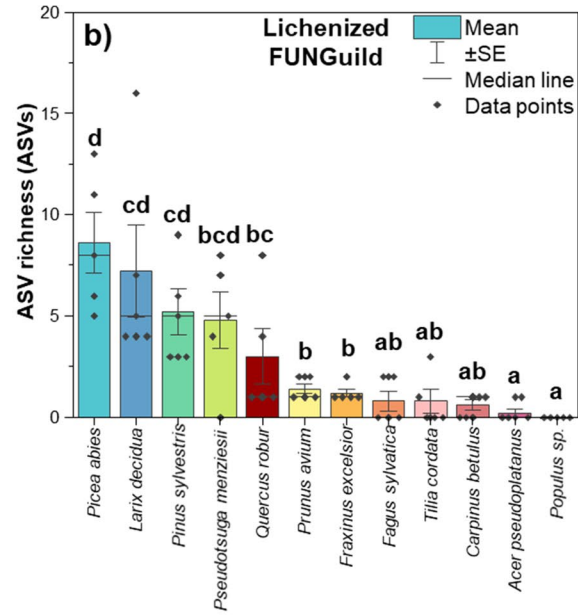 b)
Lichenized
FUNGuild
Mean
±SE
Median line
Data points
ASV richness (ASVs)
20
15
10
5
0
d
cd
cd
bcd
bc
b
b
ab
ab
ab
a
a
Picea abies
Larix decidua
Pinus sylvestris
Pseudotsuga menziesii
Quercus robur
Prunus avium
Fraxinus excelsior
Fagus sylvatica
Tilia cordata
Carpinus betulus
Acer pseudoplatanus
Populus sp.